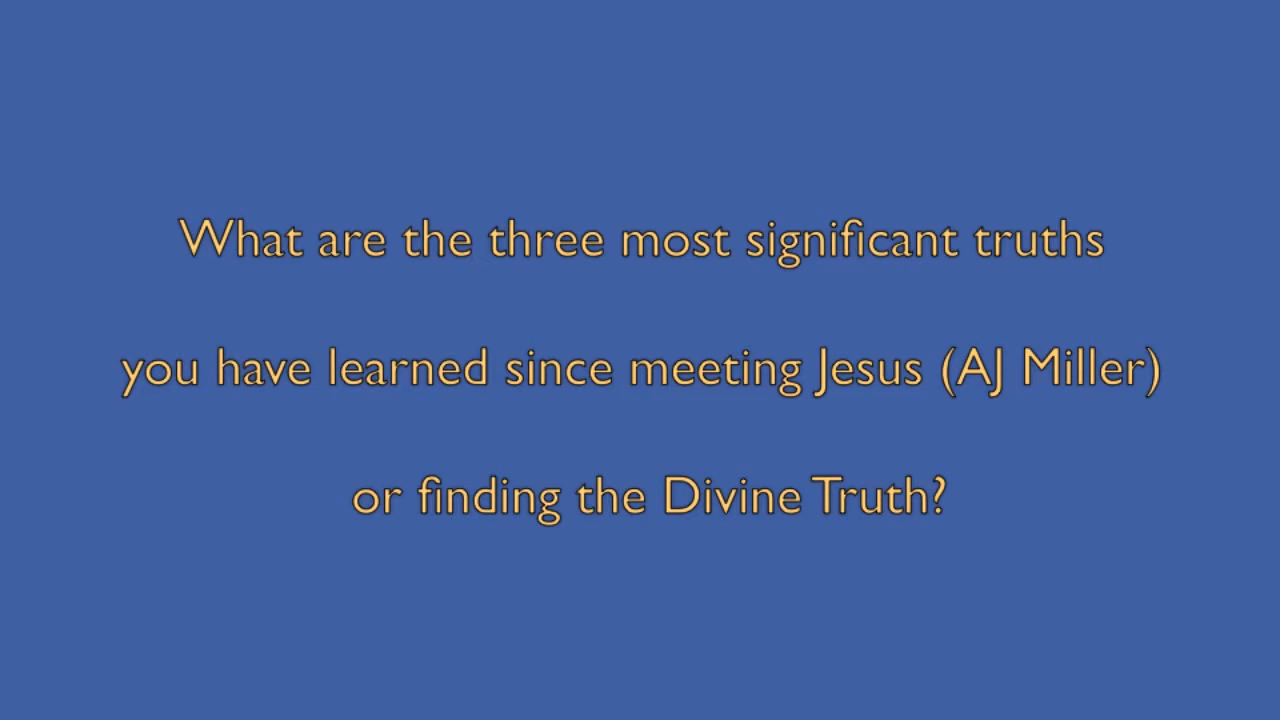 What are the three most significant truths
you have learned since meeting Jesus (AJ Miller)
or finding the Divine Truth?